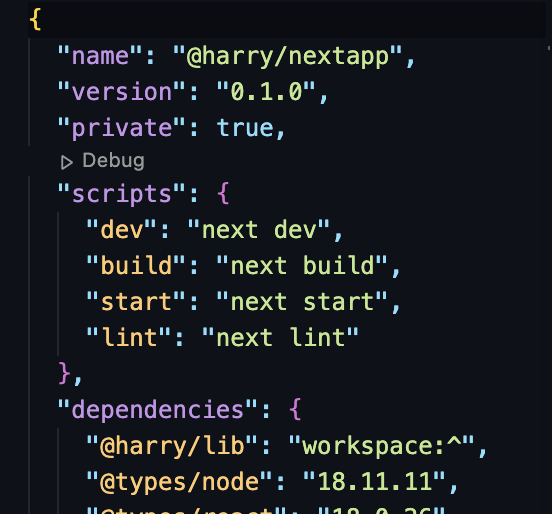 {
"name": "@harry/nextapp",
"version": "0.1.0",
"private": true,
Debug
"scripts": {
"dev": "next dev",
"build": "next build",
"start": "next start",
"lint": "next lint"
},
"dependencies": {
"@harry/lib": "workspace:^",
"@types/node": "18.11.11",